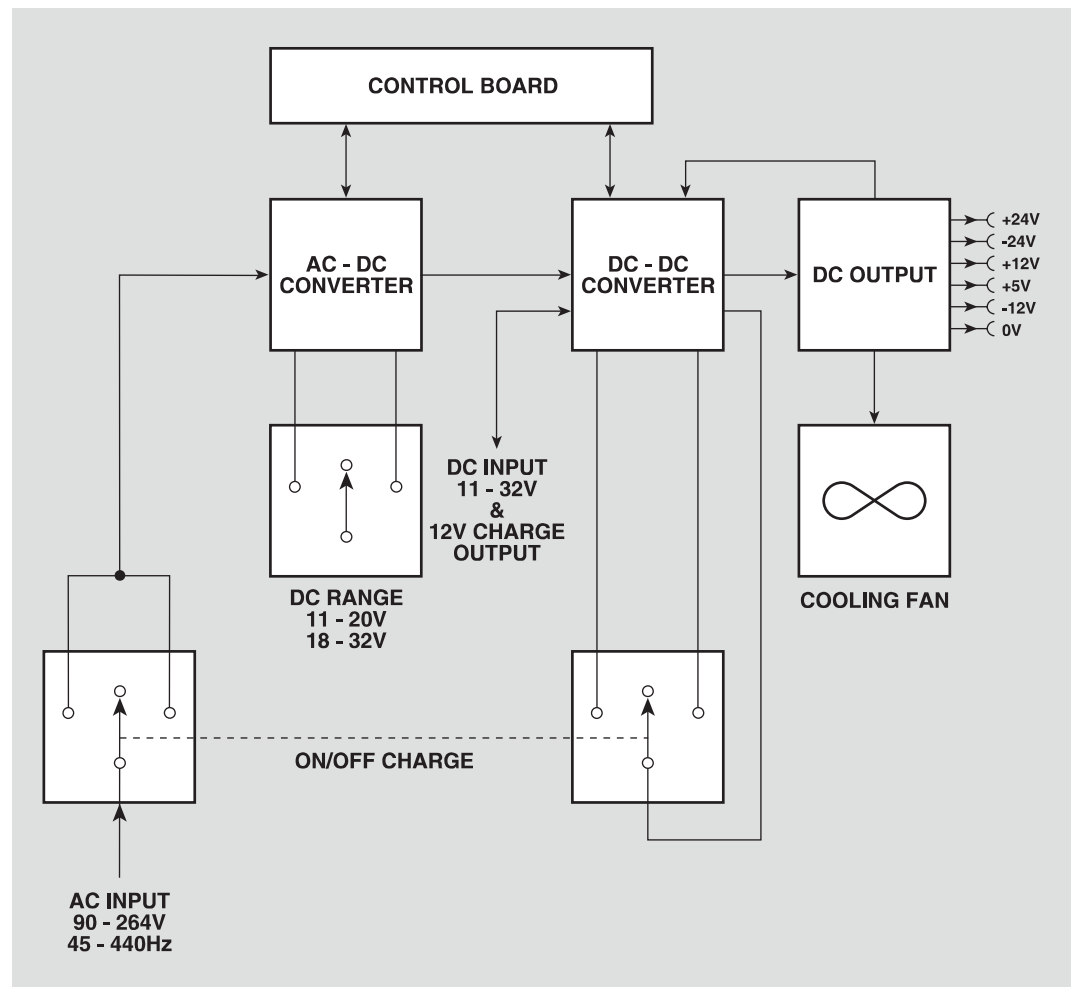 CONTROL BOARD
AC - DC
CONVERTER
DC - DC
CONVERTER
DC OUTPUT
+24V
-24V
+12V
+5V
-12V
0V
DC INPUT
11 - 32V
&
12V CHARGE
OUTPUT
DC RANGE
11 - 20V
18 - 32V
COOLING FAN
ON/OFF CHARGE
AC INPUT
90 - 264V
45 - 440Hz